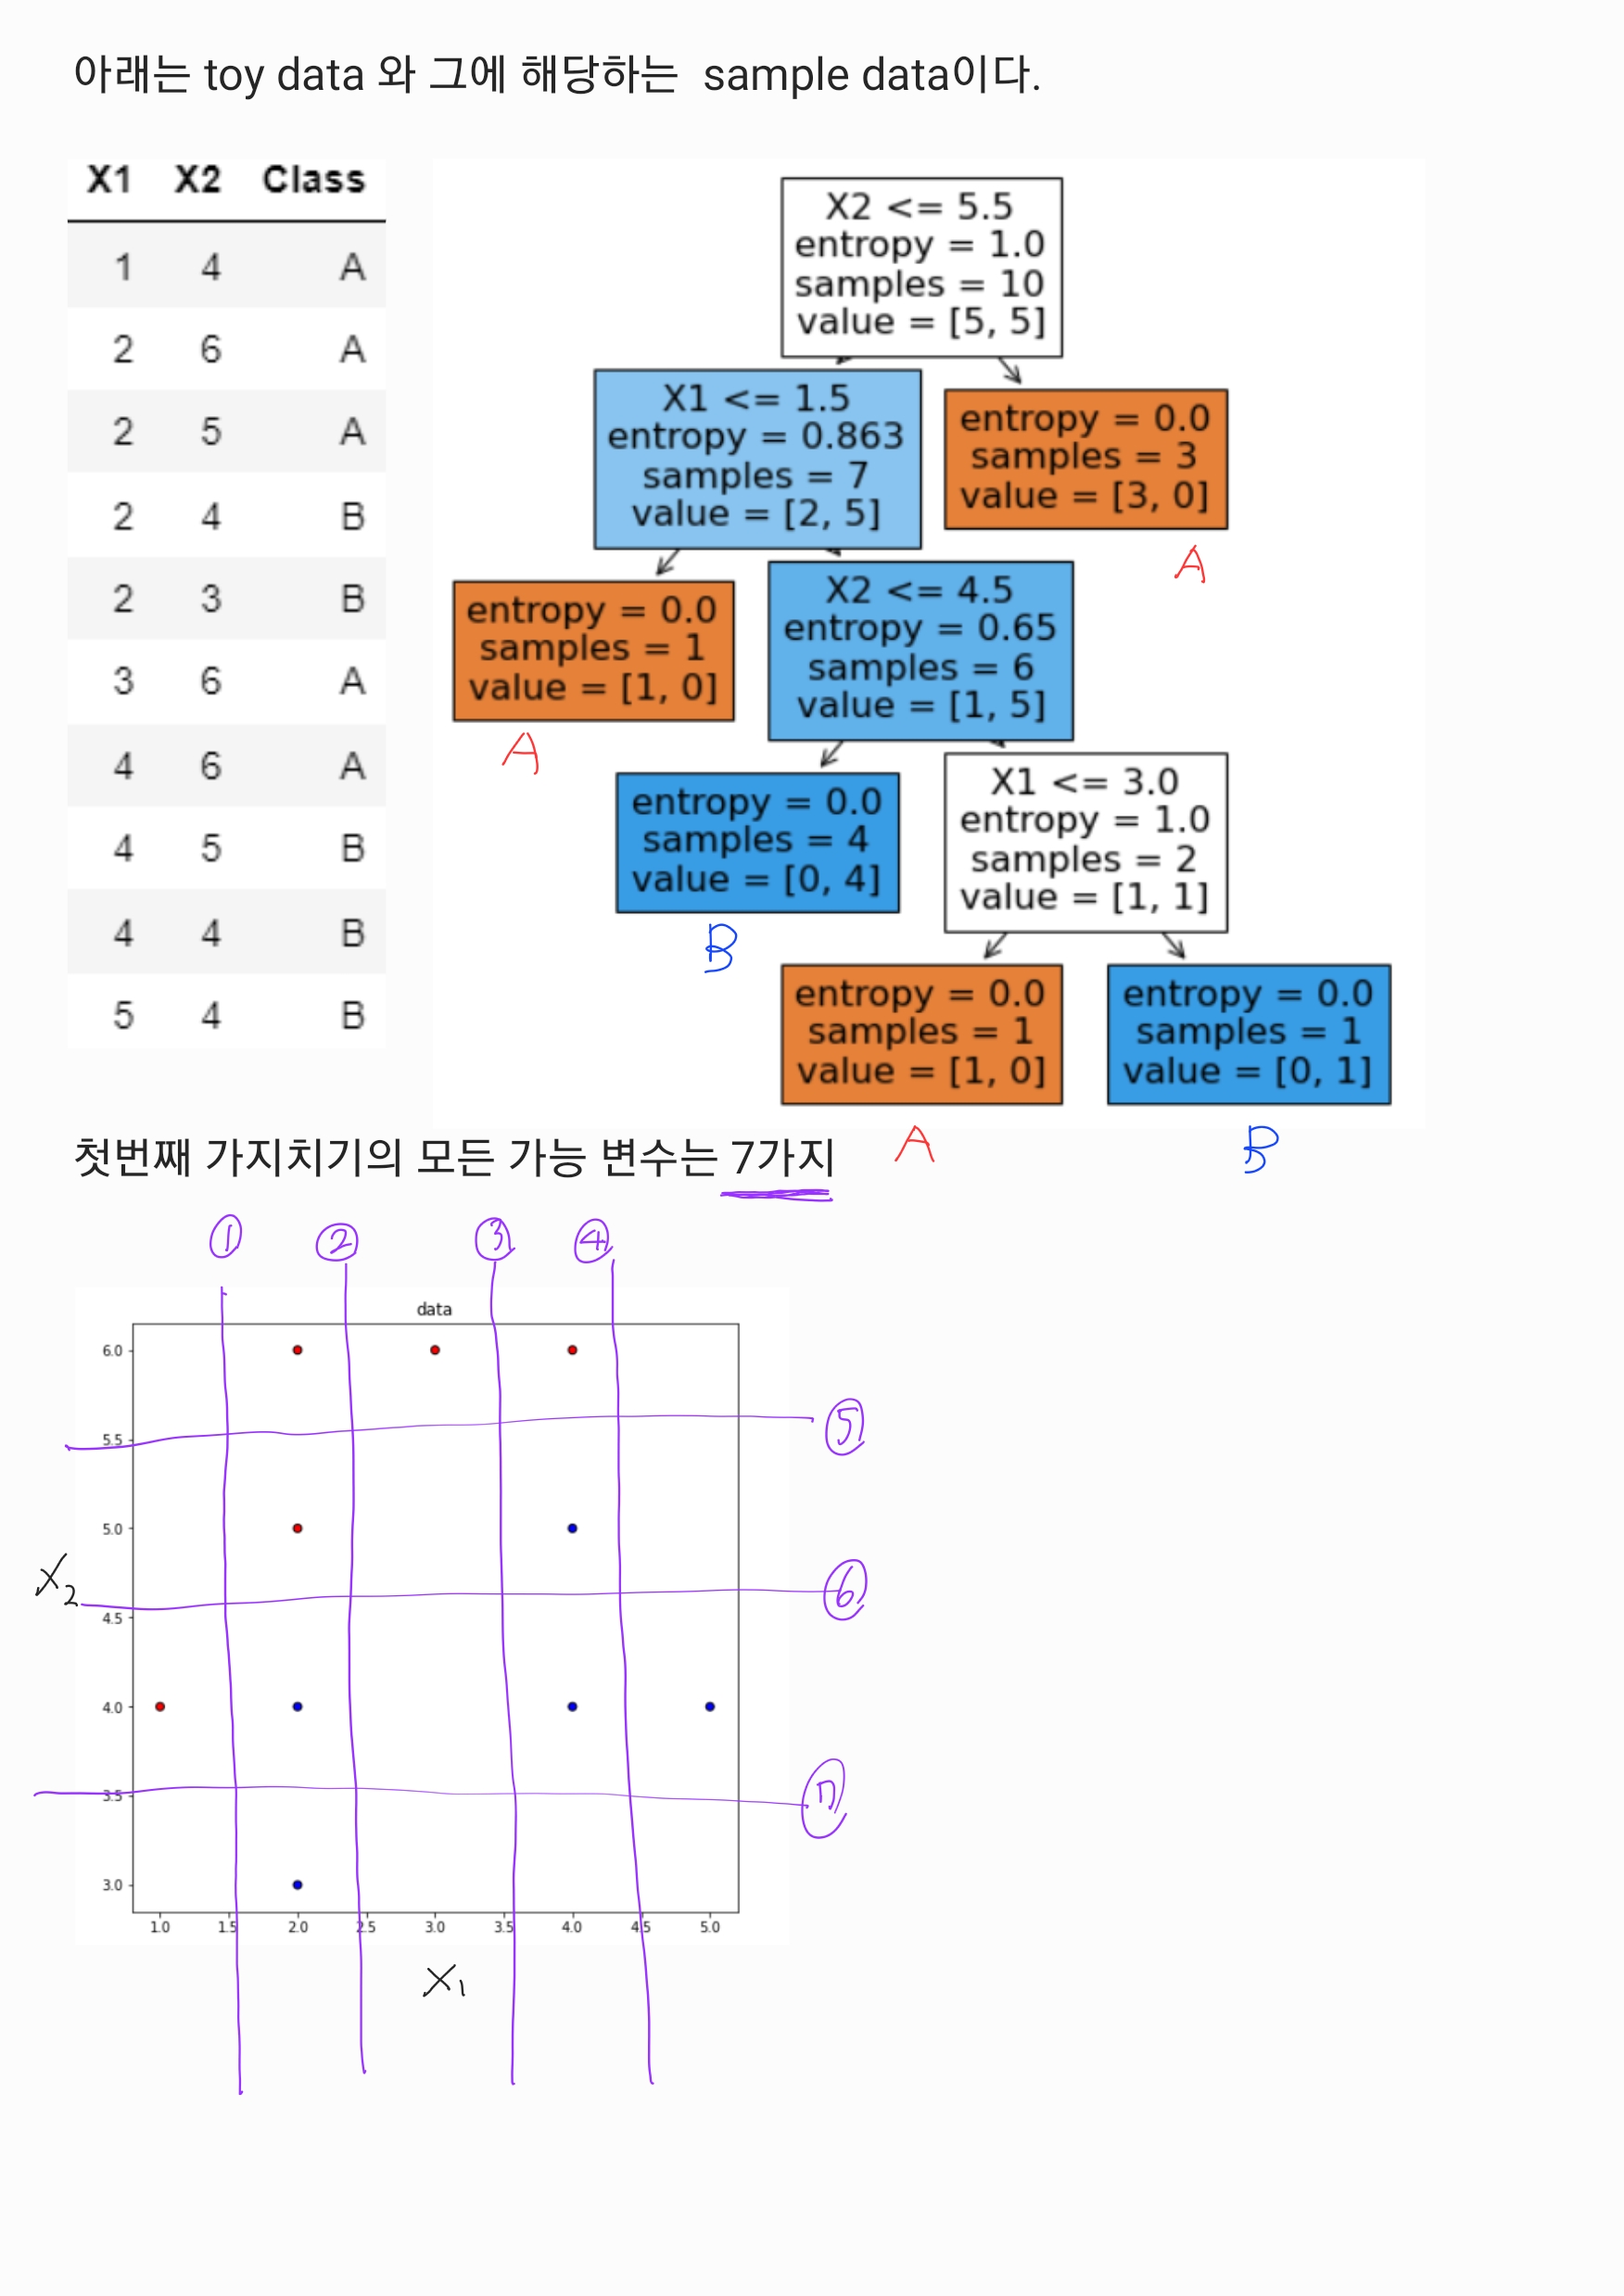 아래는 toy data 와 그에 해당하는 sample data이다.
X1 X2 Class
1 4 A
2 6 A
2 5 A
2 4 B
2 3 B
3 6 A
4 6 A
4 5 B
4 4 B
5 4 B
X2 <= 5.5
entropy = 1.0
samples = 10
value = [5, 5]
X1 <= 1.5
entropy = 0.863
samples = 7
value = [2, 5]
entropy = 0.0
samples = 3
value = [3, 0]
A
entropy = 0.0
samples = 1
value = [1, 0]
A
X2 <= 4.5
entropy = 0.65
samples = 6
value = [1, 5]
entropy = 0.0
samples = 4
value = [0, 4]
B
X1 <= 3.0
entropy = 1.0
samples = 2
value = [1, 1]
entropy = 0.0
samples = 1
value = [1, 0]
A
entropy = 0.0
samples = 1
value = [0, 1]
B
첫번째 가지치기의 모든 가능 변수는 7가지
① ② ③ ④
data
6.0
5.5
⑤
5.0
X2
4.5
⑥
4.0
3.5
⑦
3.0
1.0 1.5 2.0 2.5 3.0 3.5 4.0 4.5 5.0
X1